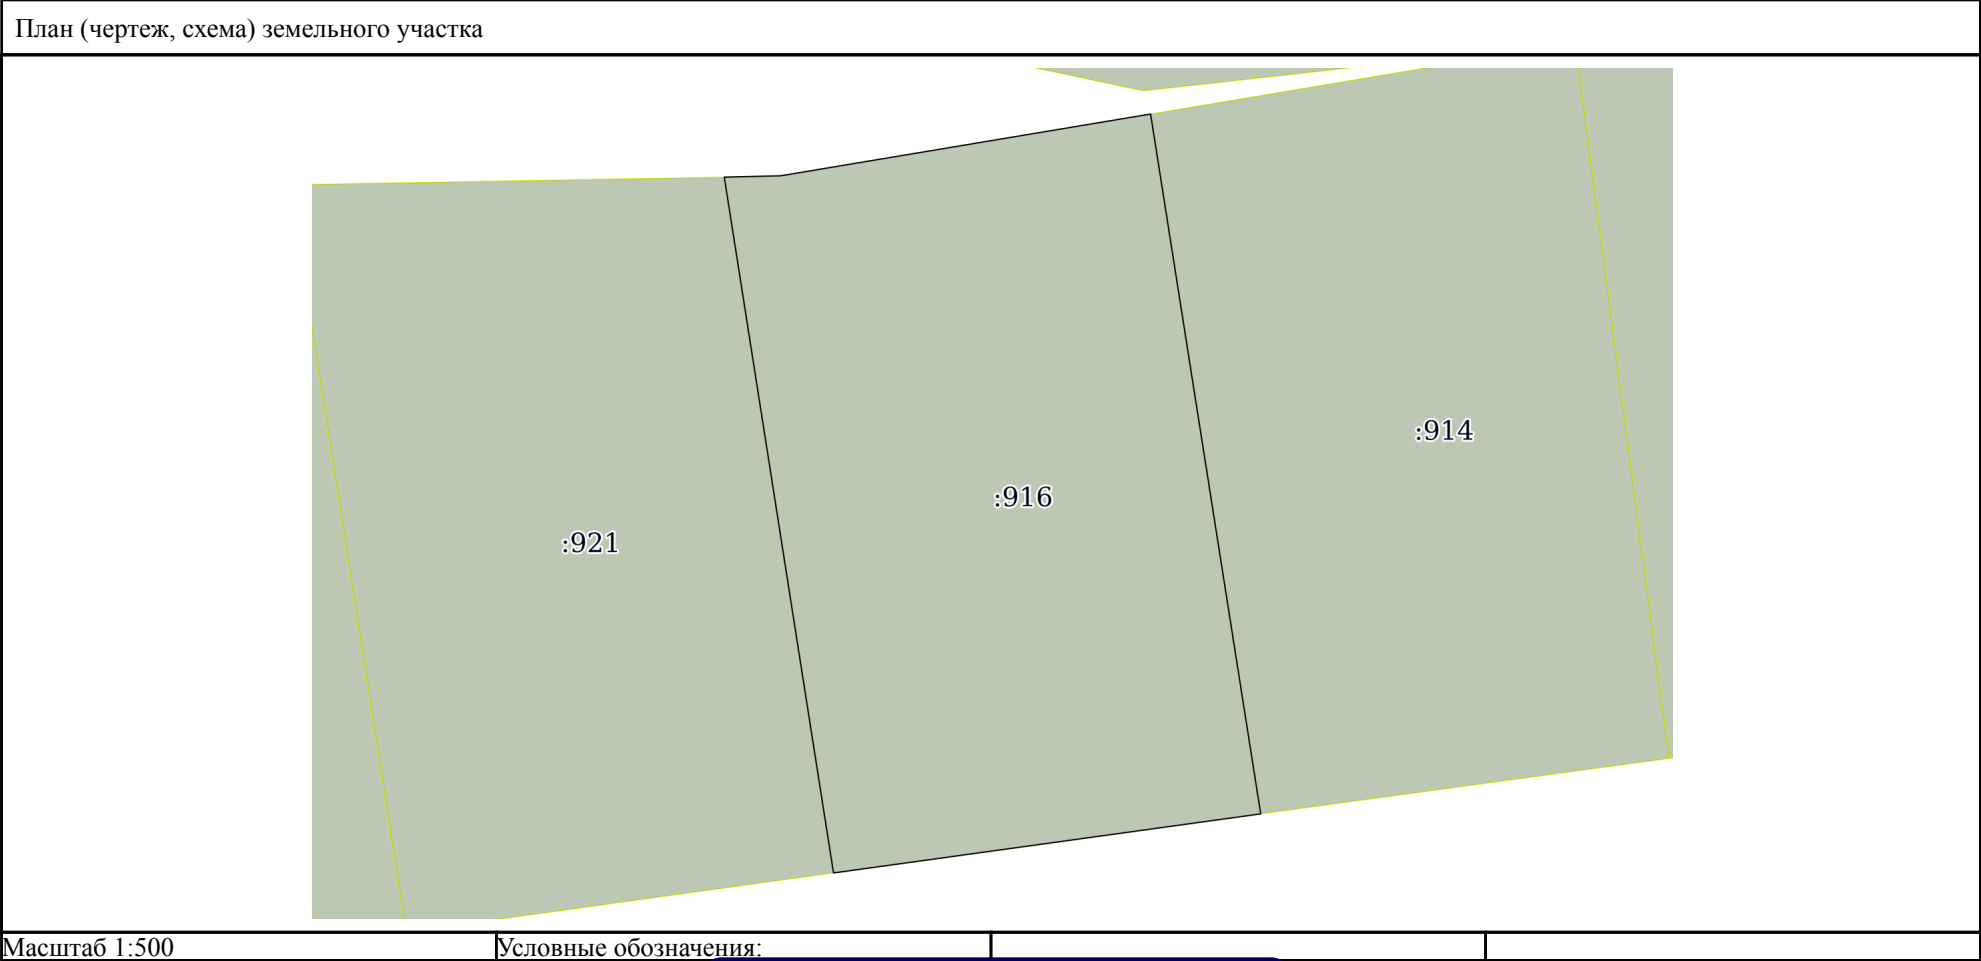 План (чертеж, схема) земельного участка
:914
:916
:921
Масштаб 1:500
Условные обозначения: